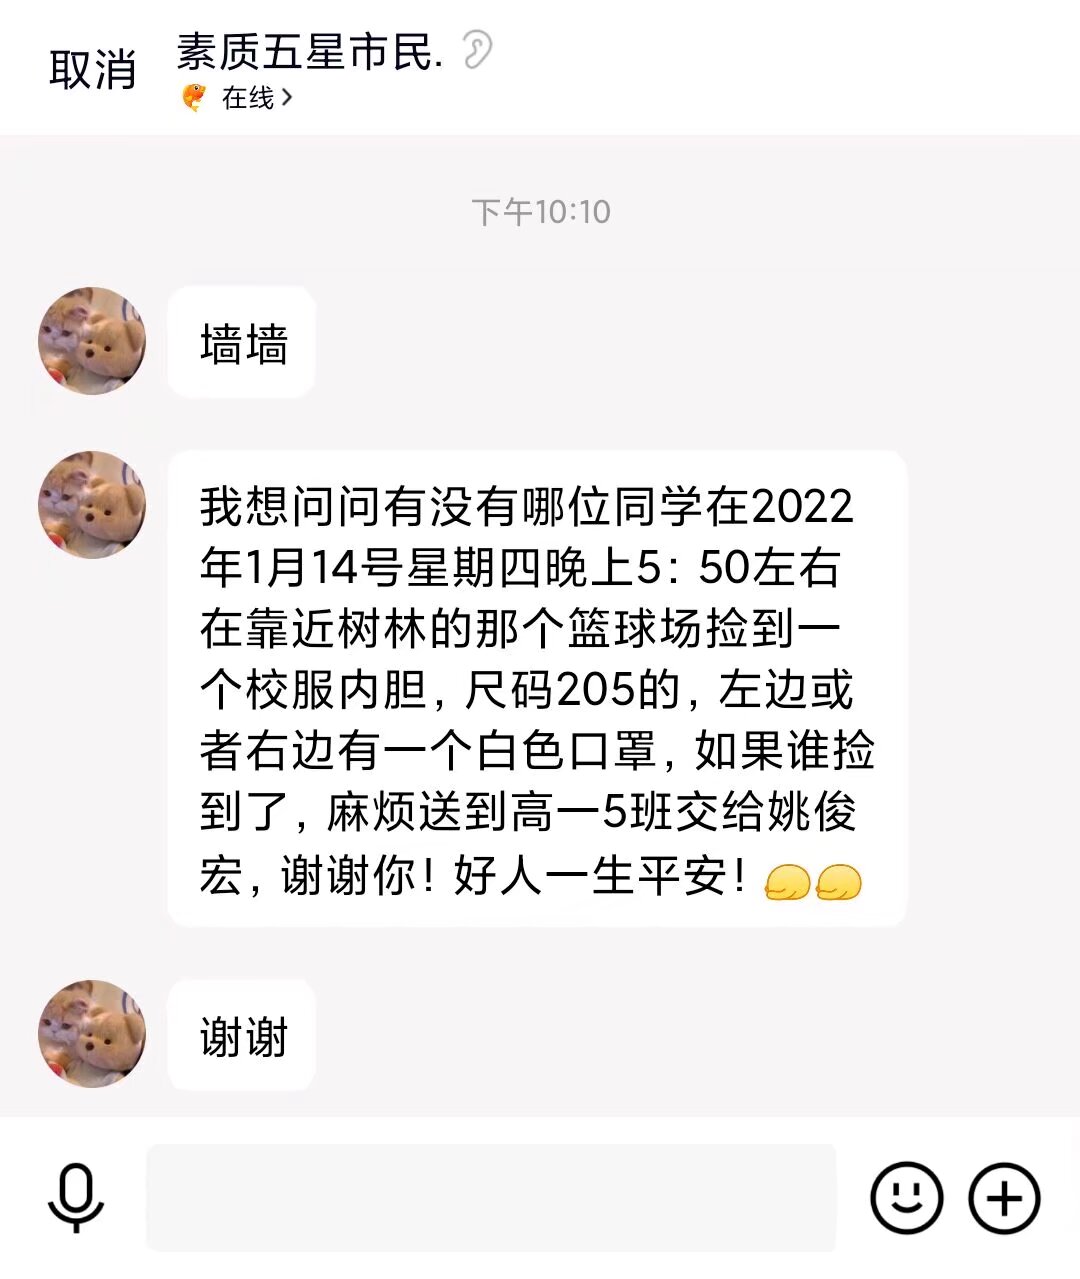 取消
素质五星市民.
在线
下午10:10
墙墙
我想问问有没有哪位同学在2022
年1月14号星期四晚上5：50左右
在靠近树林的那个篮球场捡到一
个校服内胆，尺码205的，左边或
者右边有一个白色口罩，如果谁捡
到了，麻烦送到高一5班交给姚俊
宏，谢谢你！好人一生平安！
谢谢